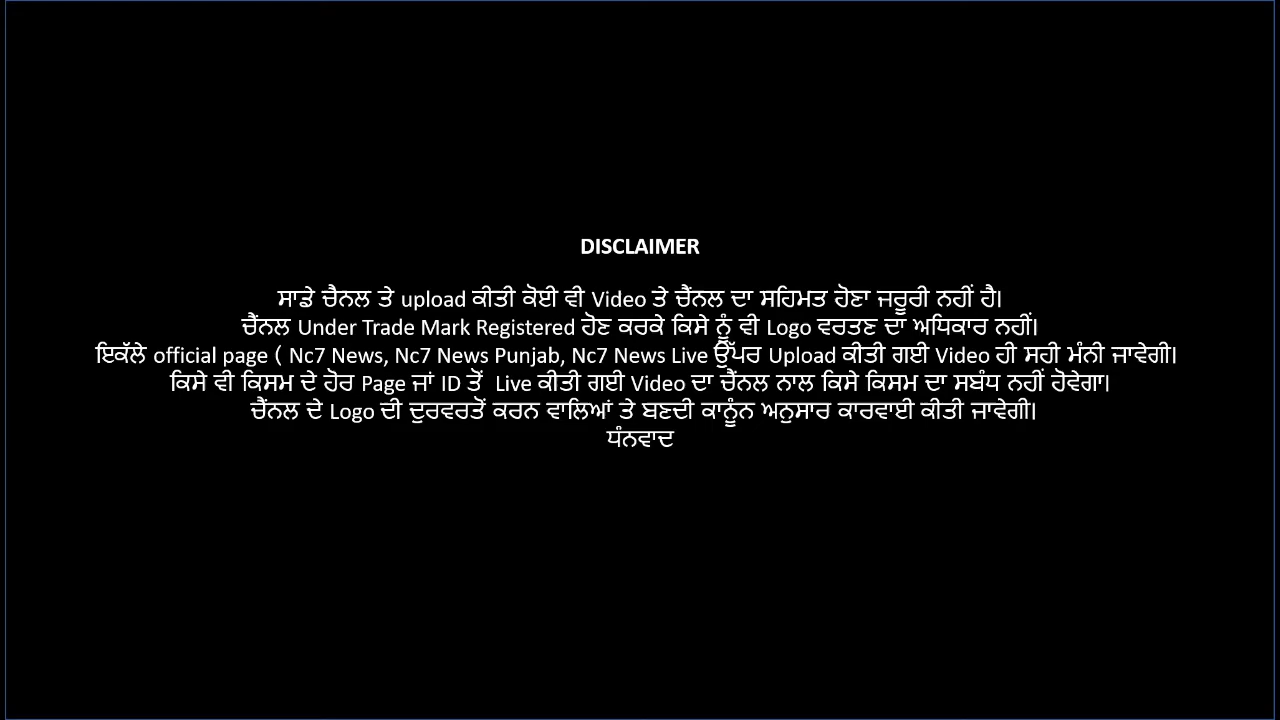 DISCLAIMER
ਸਾਡੇ ਚੈਨਲ ਤੇ upload ਕੀਤੀ ਕੋਈ ਵੀ Video ਤੇ ਚੈੱਨਲ ਦਾ ਸਹਿਮਤ ਹੋਣਾ ਜਰੂਰੀ ਨਹੀਂ ਹੈ।
ਚੈੱਨਲ Under Trade Mark Registered ਹੋਣ ਕਰਕੇ ਕਿਸੇ ਨੂੰ ਵੀ Logo ਵਰਤਣ ਦਾ ਅਧਿਕਾਰ ਨਹੀਂ।
ਇਕੱਲੇ official page ( Nc7 News, Nc7 News Punjab, Nc7 News Live ਉੱਪਰ Upload ਕੀਤੀ ਗਈ Video ਹੀ ਸਹੀ ਮੰਨੀ ਜਾਵੇਗੀ।
ਕਿਸੇ ਵੀ ਕਿਸਮ ਦੇ ਹੋਰ Page ਜਾਂ ID ਤੋਂ Live ਕੀਤੀ ਗਈ Video ਦਾ ਚੈੱਨਲ ਨਾਲ ਕਿਸੇ ਕਿਸਮ ਦਾ ਸਬੰਧ ਨਹੀਂ ਹੋਵੇਗਾ।
ਚੈੱਨਲ ਦੇ Logo ਦੀ ਦੁਰਵਰਤੋਂ ਕਰਨ ਵਾਲਿਆਂ ਤੇ ਬਣਦੀ ਕਾਨੂੰਨ ਅਨੁਸਾਰ ਕਾਰਵਾਈ ਕੀਤੀ ਜਾਵੇਗੀ।
ਧੰਨਵਾਦ